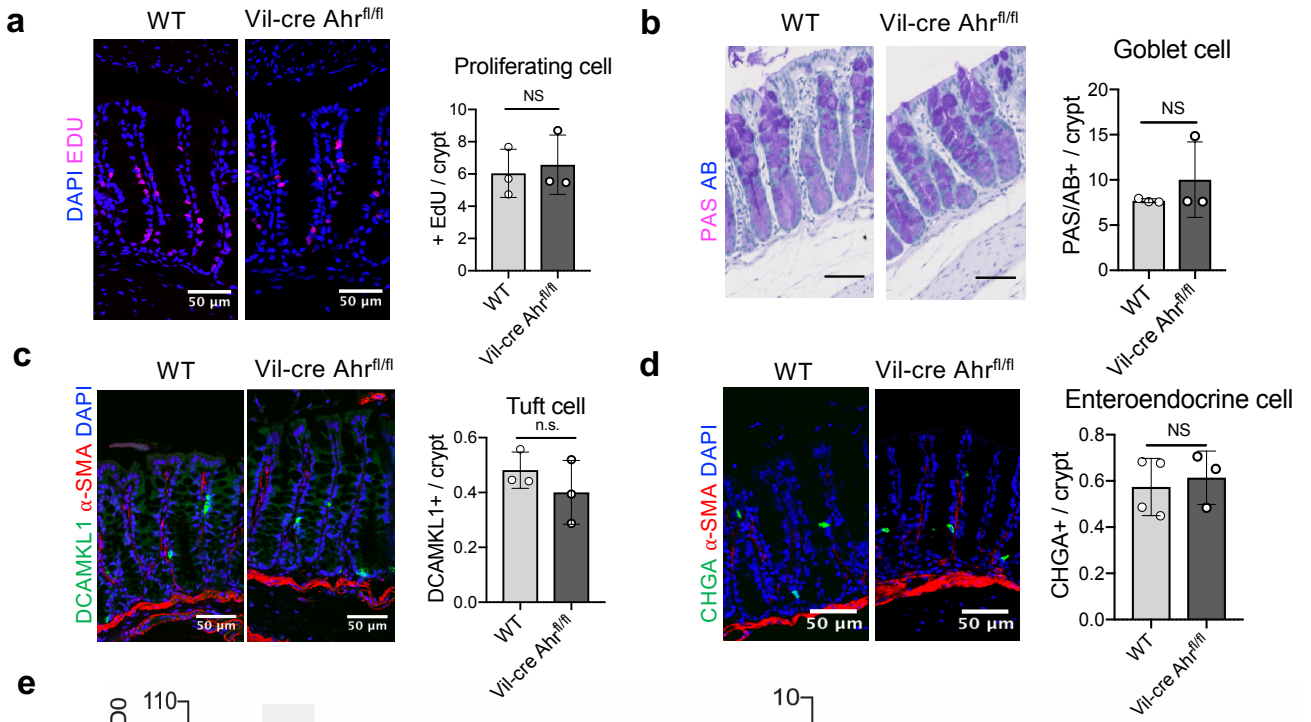 a
WT
Vil-cre Ahrfl/fl
DAPI EDU
50 µm
50 µm
Proliferating cell
NS
+ EdU / crypt
10
8
6
4
2
0
WT
Vil-cre Ahrfl/fl
b
WT
Vil-cre Ahrfl/fl
PAS AB
Goblet cell
NS
PAS/AB+ / crypt
20
15
10
5
0
WT
Vil-cre Ahrfl/fl
c
WT
Vil-cre Ahrfl/fl
DCAMKL1 α-SMA DAPI
50 µm
50 µm
Tuft cell
n.s.
DCAMKL1+ / crypt
0.6
0.4
0.2
0.0
WT
Vil-cre Ahrfl/fl
d
WT
Vil-cre Ahrfl/fl
CHGA α-SMA DAPI
50 µm
50 µm
Enteroendocrine cell
NS
CHGA+ / crypt
0.8
0.6
0.4
0.2
0.0
WT
Vil-cre Ahrfl/fl
e
110
10